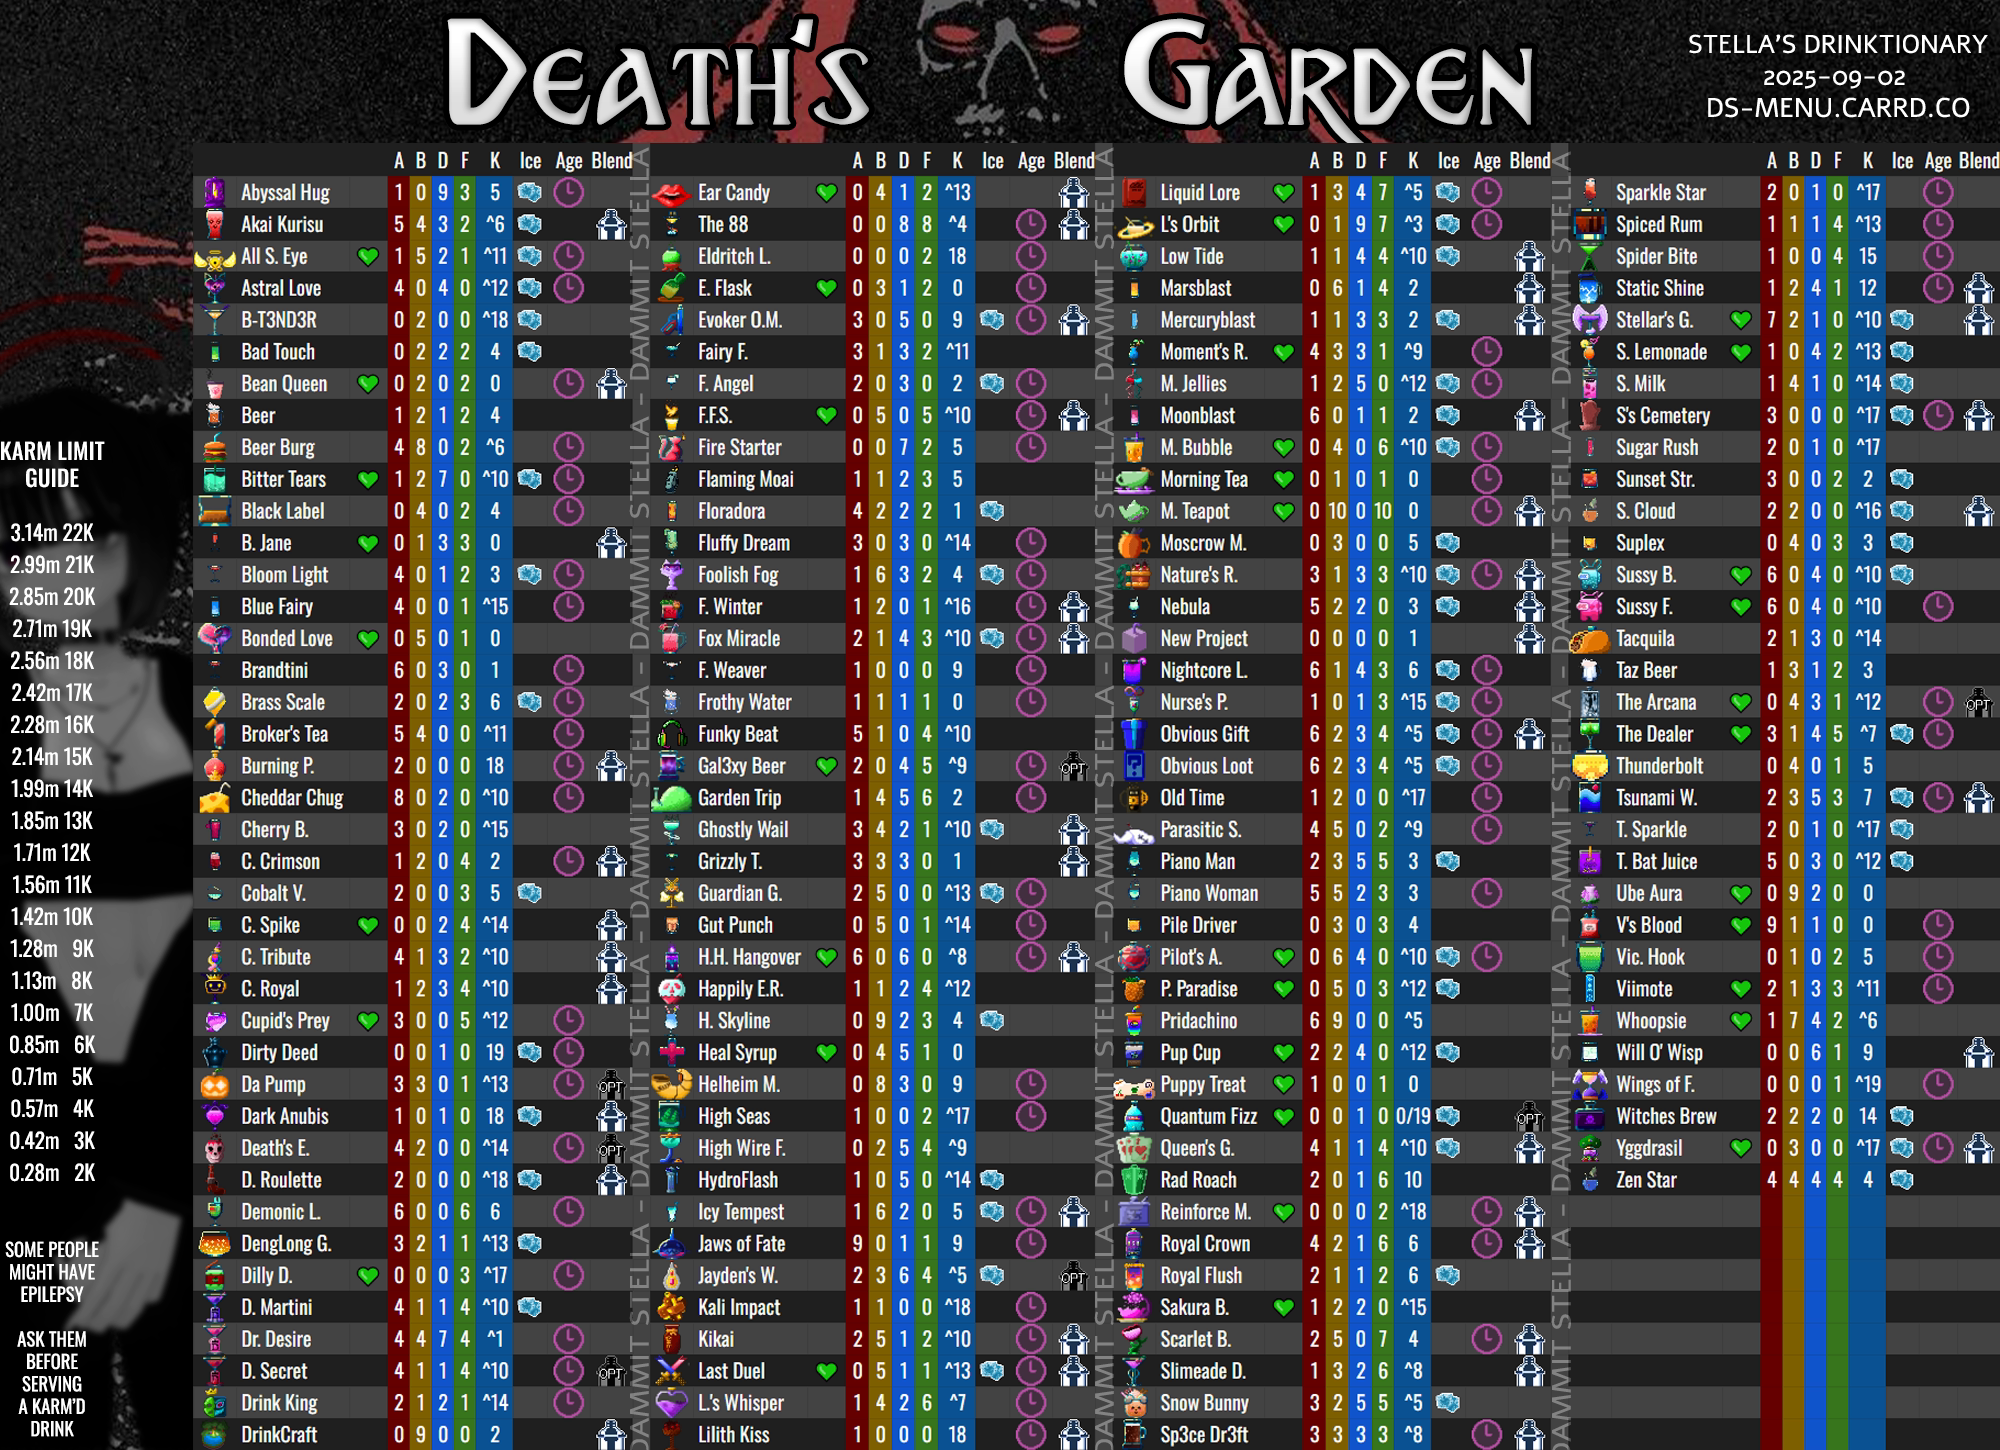 DEATH'S GARDEN
STELLA'S DRINKTIONARY
2025-09-02
DS-MENU.CARRD.CO
KARM LIMIT
GUIDE
3.14m 22K
2.99m 21K
2.85m 20K
2.71m 19K
2.56m 18K
2.42m 17K
2.28m 16K
2.14m 15K
1.99m 14K
1.85m 13K
1.71m 12K
1.56m 11K
1.42m 10K
1.28m 9K
1.13m 8K
1.00m 7K
0.85m 6K
0.71m 5K
0.57m 4K
0.42m 3K
0.28m 2K
SOME PEOPLE
MIGHT HAVE
EPILEPSY
ASK THEM
BEFORE
SERVING
A KARM'D
DRINK
A B D F K Ice Age Blend
Abyssal Hug 1 0 9 3 5
Akai Kurisu 5 4 3 2 ^6
All S. Eye 1 5 2 1 ^11
Astral Love 4 0 4 0 ^12
B-T3ND3R 0 2 0 0 ^18
Bad Touch 0 2 2 2 4
Bean Queen 0 2 0 2 0
Beer 1 2 1 2 4
Beer Burg 4 8 0 2 ^6
Bitter Tears 1 2 7 0 ^10
Black Label 0 4 0 2 4
B. Jane 0 1 3 3 0
Bloom Light 4 0 1 2 3
Blue Fairy 4 0 0 1 ^15
Bonded Love 0 5 0 1 0
Brandtini 6 0 3 0 1
Brass Scale 2 0 2 3 6
Broker's Tea 5 4 0 0 ^11
Burning P. 2 0 0 0 18
Cheddar Chug 8 0 2 0 ^10
Cherry B. 3 0 2 0 ^15
C. Crimson 1 2 0 4 2
Cobalt V. 2 0 0 3 5
C. Spike 0 0 2 4 ^14
C. Tribute 4 1 3 2 ^10
C. Royal 1 2 3 4 ^10
Cupid's Prey 3 0 0 5 ^12
Dirty Deed 0 0 1 0 19
Da Pump 3 3 0 1 ^13 OPT
Dark Anubis 1 0 1 0 18
Death's E. 4 2 0 0 ^14 OPT
D. Roulette 2 0 0 0 ^18
Demonic L. 6 0 0 6 6
DengLong G. 3 2 1 1 ^13
Dilly D. 0 0 0 3 ^17
D. Martini 4 1 1 4 ^10
Dr. Desire 4 4 7 4 ^1
D. Secret 4 1 1 4 ^10 OPT
Drink King 2 1 2 1 ^14
DrinkCraft 0 9 0 0 2
DAMMIT STELLA - DAMMIT STELLA - DAMMIT STELLA - DAMMIT STELLA
A B D F K Ice Age Blend
Ear Candy 0 4 1 2 ^13
The 88 0 0 8 8 ^4
Eldritch L. 0 0 0 2 18
E. Flask 0 3 1 2 0
Evoker O.M. 3 0 5 0 9
Fairy F. 3 1 3 2 ^11
F. Angel 2 0 3 0 2
F.F.S. 0 5 0 5 ^10
Fire Starter 0 0 7 2 5
Flaming Moai 1 1 2 3 5
Floradora 4 2 2 2 1
Fluffy Dream 3 0 3 0 ^14
Foolish Fog 1 6 3 2 4
F. Winter 1 2 0 1 ^16
Fox Miracle 2 1 4 3 ^10
F. Weaver 1 0 0 0 9
Frothy Water 1 1 1 1 0
Funky Beat 5 1 0 4 ^10
Gal3xy Beer 2 0 4 5 ^9 OPT
Garden Trip 1 4 5 6 2
Ghostly Wail 3 4 2 1 ^10
Grizzly T. 3 3 3 0 1
Guardian G. 2 5 0 0 ^13
Gut Punch 0 5 0 1 ^14
H.H. Hangover 6 0 6 0 ^8
Happily E.R. 1 1 2 4 ^12
H. Skyline 0 9 2 3 4
Heal Syrup 0 4 5 1 0
Helheim M. 0 8 3 0 9
High Seas 1 0 0 2 ^17
High Wire F. 0 2 5 4 ^9
HydroFlash 1 0 5 0 ^14
Icy Tempest 1 6 2 0 5
Jaws of Fate 9 0 1 1 9
Jayden's W. 2 3 6 4 ^5 OPT
Kali Impact 1 1 0 0 ^18
Kikai 2 5 1 2 ^10
Last Duel 0 5 1 1 ^13
L.'s Whisper 1 4 2 6 ^7
Lilith Kiss 1 0 0 0 18
DAMMIT STELLA - DAMMIT STELLA - DAMMIT STELLA - DAMMIT STELLA
A B D F K Ice Age Blend
Liquid Lore 1 3 4 7 ^5
L's Orbit 0 1 9 7 ^3
Low Tide 1 1 4 4 ^10
Marsblast 0 6 1 4 2
Mercuryblast 1 1 3 3 2
Moment's R. 4 3 3 1 ^9
M. Jellies 1 2 5 0 ^12
Moonblast 6 0 1 1 2
M. Bubble 0 4 0 6 ^10
Morning Tea 0 1 0 1 0
M. Teapot 0 10 0 10 0
Moscrow M. 0 3 0 0 5
Nature's R. 3 1 3 3 ^10
Nebula 5 2 2 0 3
New Project 0 0 0 0 1
Nightcore L. 6 1 4 3 6
Nurse's P. 1 0 1 3 ^15
Obvious Gift 6 2 3 4 ^5
Obvious Loot 6 2 3 4 ^5
Old Time 1 2 0 0 ^17
Parasitic S. 4 5 0 2 ^9
Piano Man 2 3 5 5 3
Piano Woman 5 5 2 3 3
Pile Driver 0 3 0 3 4
Pilot's A. 0 6 4 0 ^10
P. Paradise 0 5 0 3 ^12
Pridachino 6 9 0 0 ^5
Pup Cup 2 2 4 0 ^12
Puppy Treat 1 0 0 1 0
Quantum Fizz 0 0 1 0 0/19 OPT
Queen's G. 4 1 1 4 ^10
Rad Roach 2 0 1 6 10
Reinforce M. 0 0 0 2 ^18
Royal Crown 4 2 1 6 6
Royal Flush 2 1 1 2 6
Sakura B. 1 2 2 0 ^15
Scarlet B. 2 5 0 7 4
Slimeade D. 1 3 2 6 ^8
Snow Bunny 3 2 5 5 ^5
Sp3ce Dr3ft 3 3 3 3 ^8
DAMMIT STELLA - DAMMIT STELLA - DAMMIT STELLA - DAMMIT STELLA
A B D F K Ice Age Blend
Sparkle Star 2 0 1 0 ^17
Spiced Rum 1 1 1 4 ^13
Spider Bite 1 0 0 4 15
Static Shine 1 2 4 1 12
Stellar's G. 7 2 1 0 ^10
S. Lemonade 1 0 4 2 ^13
S. Milk 1 4 1 0 ^14
S's Cemetery 3 0 0 0 ^17
Sugar Rush 2 0 1 0 ^17
Sunset Str. 3 0 0 2 2
S. Cloud 2 2 0 0 ^16
Suplex 0 4 0 3 3
Sussy B. 6 0 4 0 ^10
Sussy F. 6 0 4 0 ^10
Tacquila 2 1 3 0 ^14
Taz Beer 1 3 1 2 3
The Arcana 0 4 3 1 ^12 OPT
The Dealer 3 1 4 5 ^7
Thunderbolt 0 4 0 1 5
Tsunami W. 2 3 5 3 7
T. Sparkle 2 0 1 0 ^17
T. Bat Juice 5 0 3 0 ^12
Ube Aura 0 9 2 0 0
V's Blood 9 1 1 0 0
Vic. Hook 0 1 0 2 5
Viimote 2 1 3 3 ^11
Whoopsie 1 7 4 2 ^6
Will O' Wisp 0 0 6 1 9
Wings of F. 0 0 0 1 ^19
Witches Brew 2 2 2 0 14
Yggdrasil 0 3 0 0 ^17
Zen Star 4 4 4 4 4